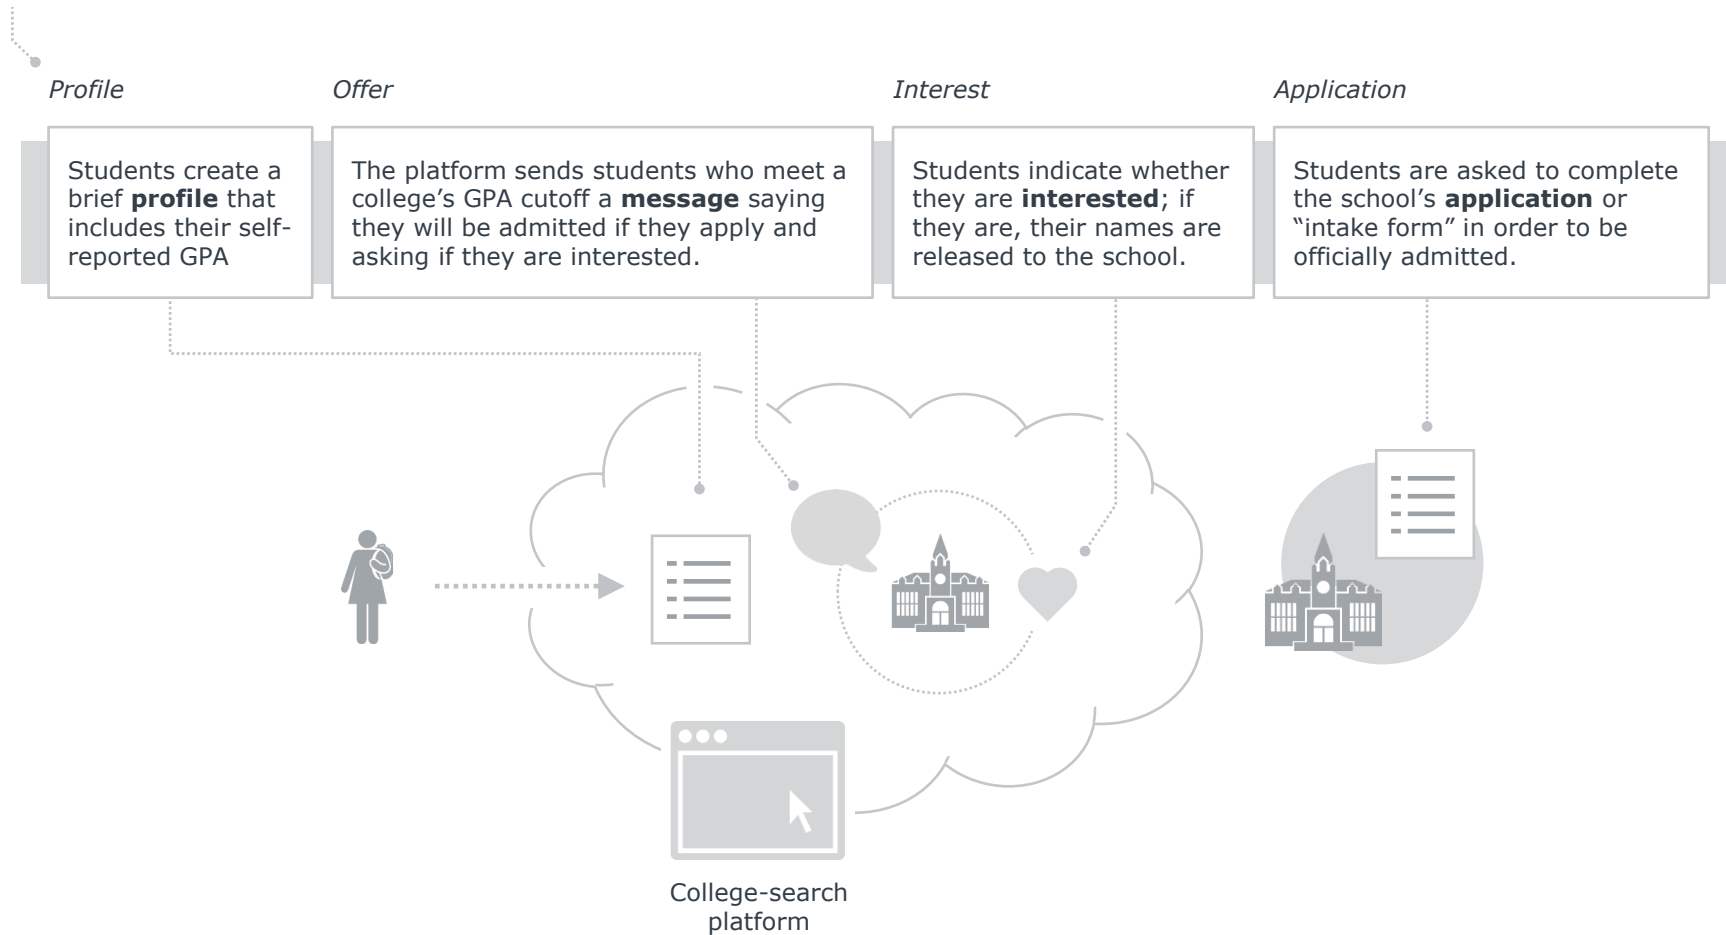 Profile
Students create a
brief profile that
includes their self-
reported GPA
Offer
The platform sends students who meet a
college’s GPA cutoff a message saying
they will be admitted if they apply and
asking if they are interested.
Interest
Students indicate whether
they are interested; if
they are, their names are
released to the school.
Application
Students are asked to complete
the school’s application or
“intake form” in order to be
officially admitted.
College-search
platform